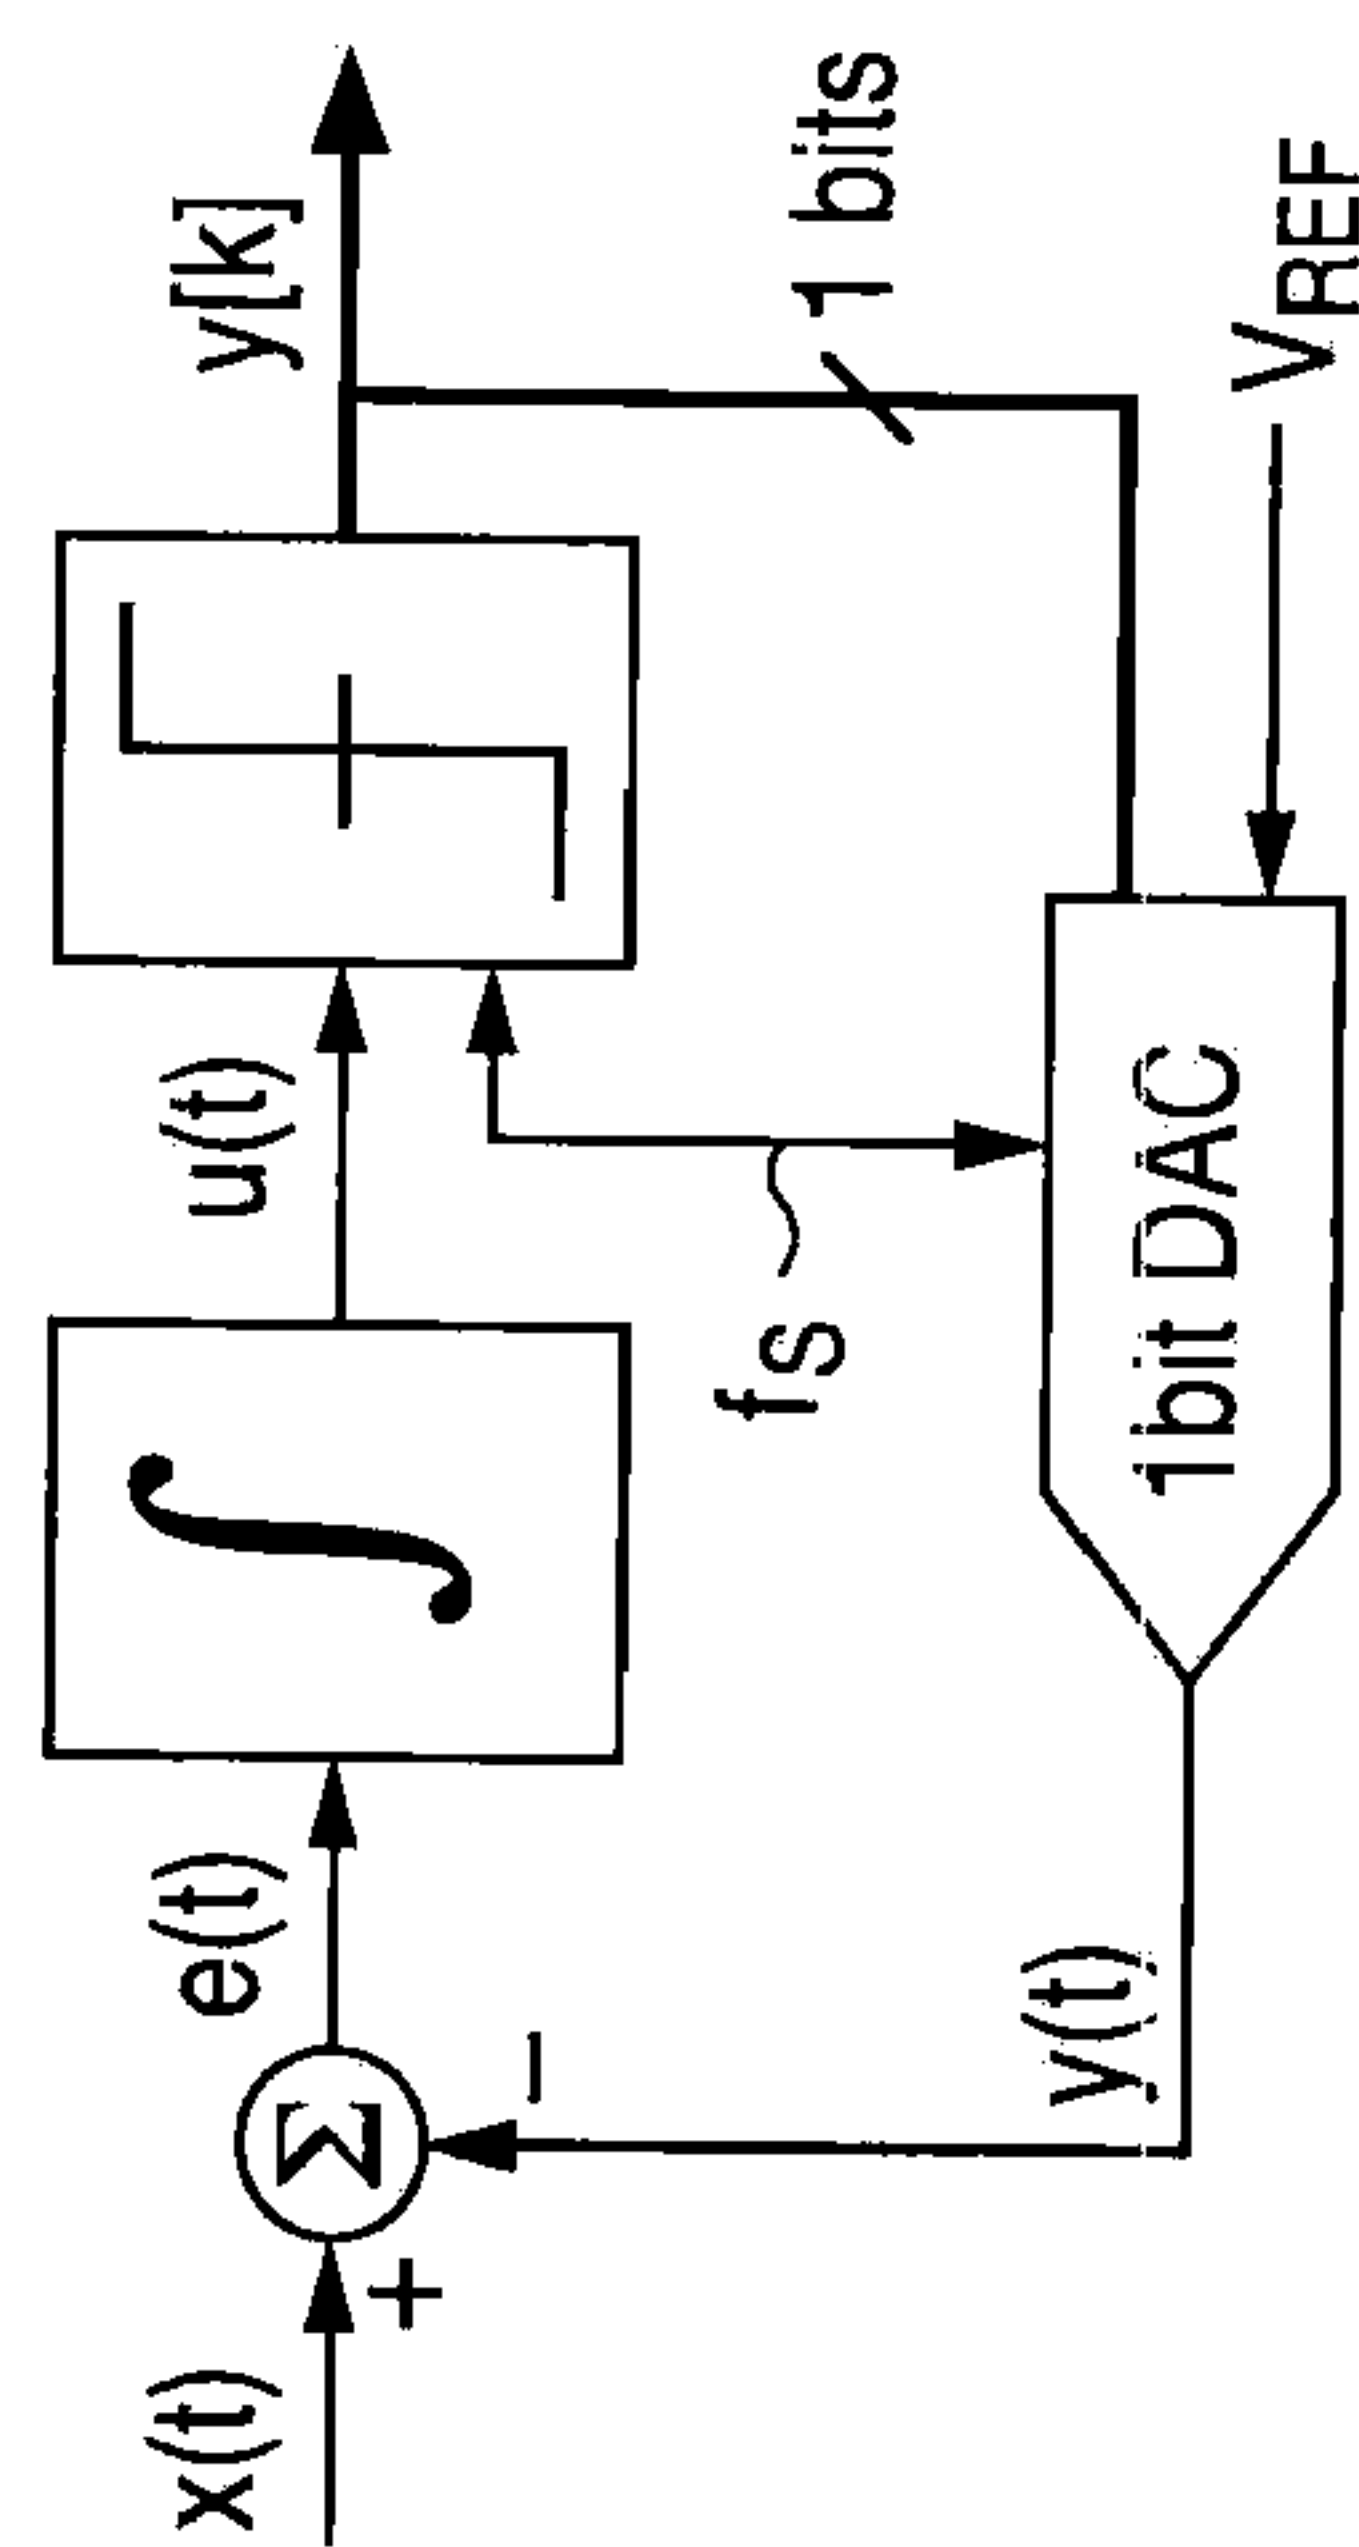 x(t)
+
Σ
e(t)
∫
u(t)
y[k]
−
fS
1 bits
y(t)
1bit DAC
VREF